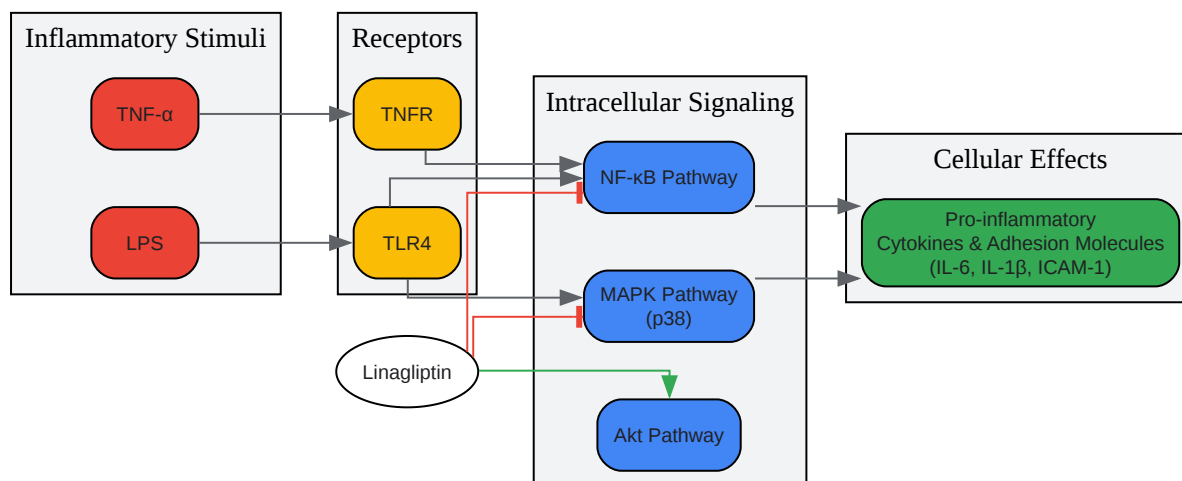 Inflammatory Stimuli
TNF-α
LPS
Receptors
TNFR
TLR4
Linagliptin
Intracellular Signaling
NF-κB Pathway
MAPK Pathway
(p38)
Akt Pathway
Cellular Effects
Pro-inflammatory
Cytokines & Adhesion Molecules
(IL-6, IL-1β, ICAM-1)